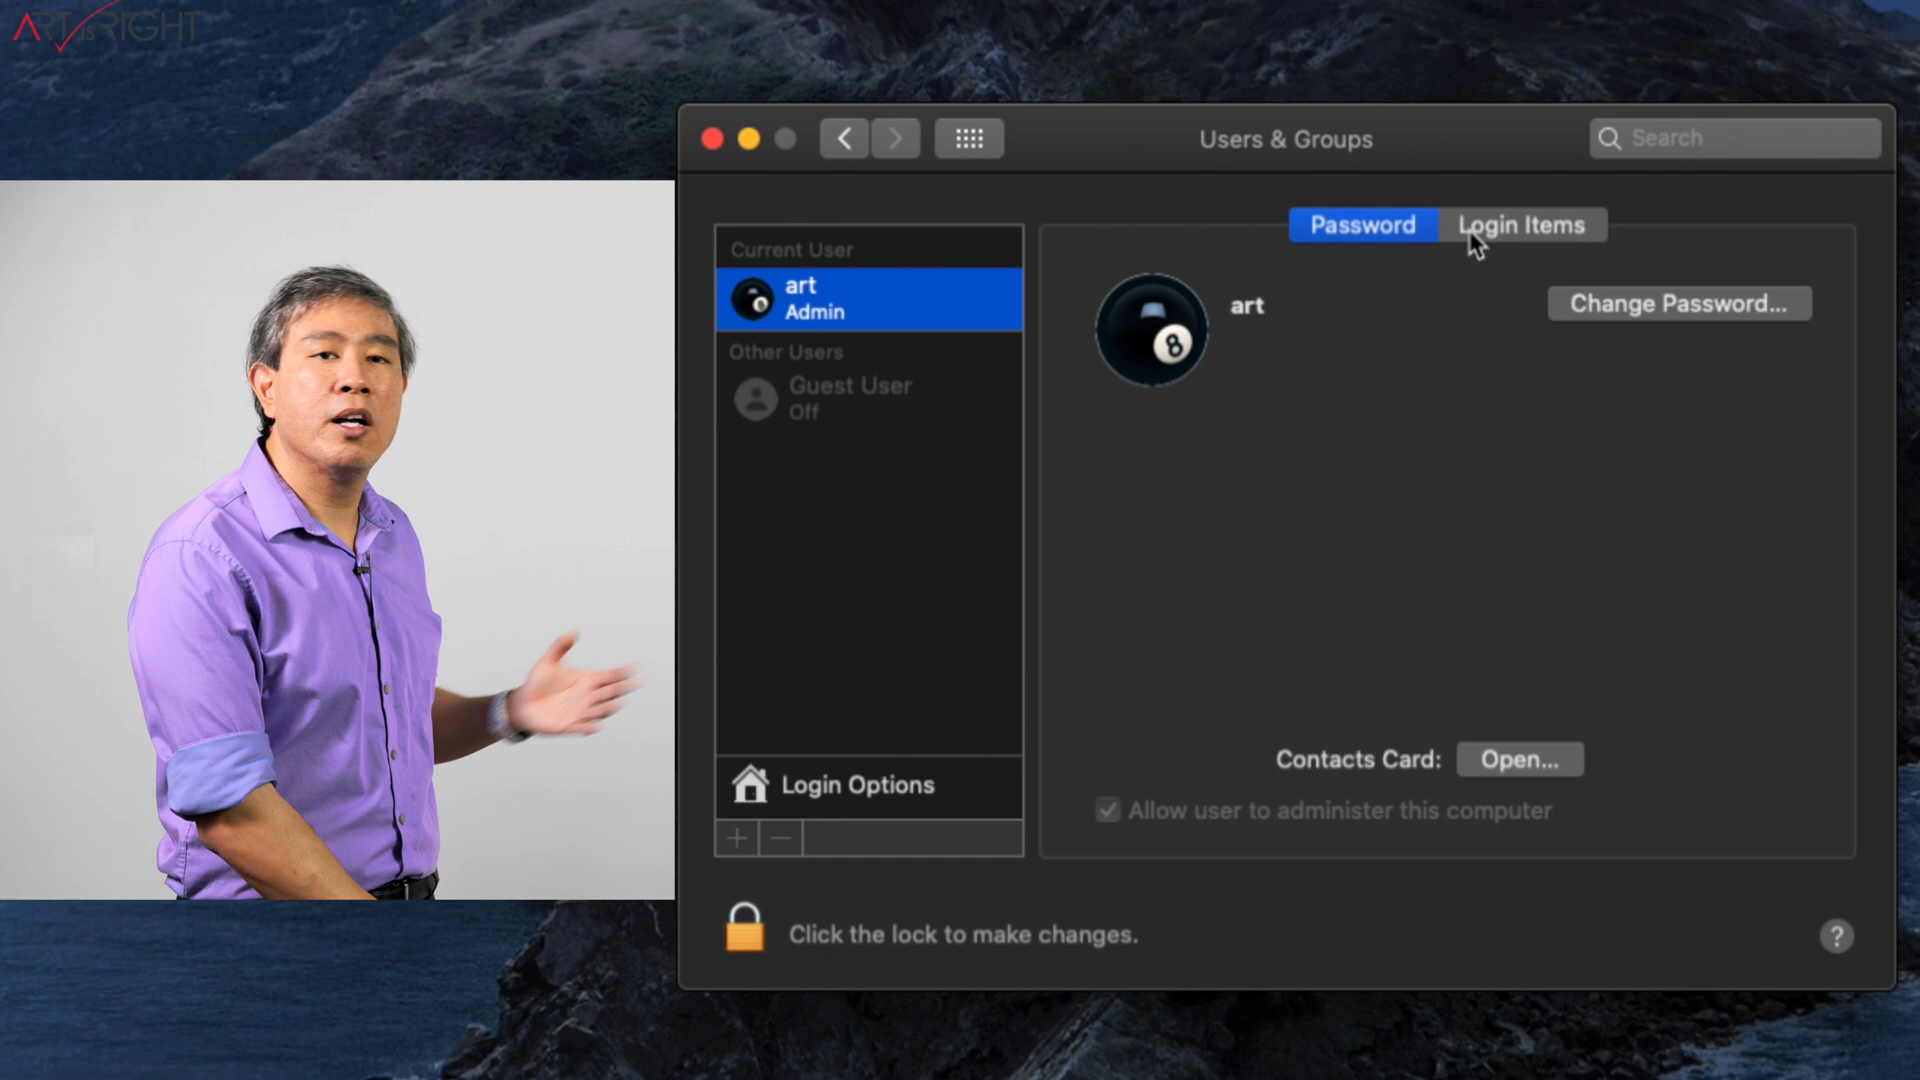 ART is RIGHT
Users & Groups
Search
Password
Login Items
Current User
art
Admin
Other Users
Guest User
Off
art
Change Password...
8
Contacts Card:
Open...
Allow user to administer this computer
Login Options
Click the lock to make changes.
?